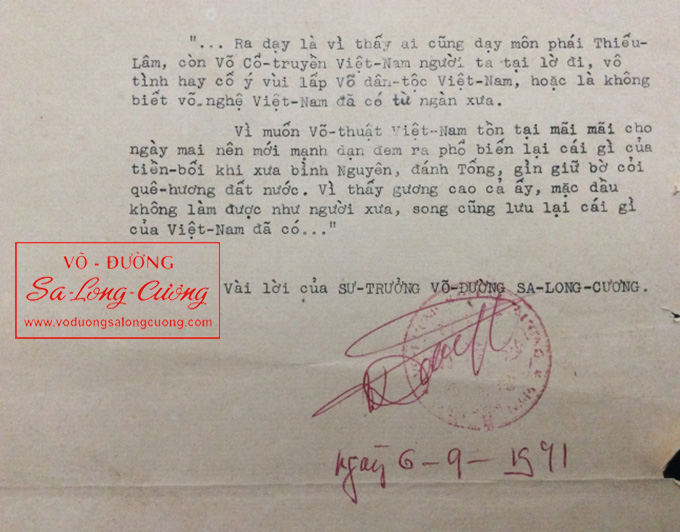 "... Ra dạy là vì thấy ai cũng dạy môn phái Thiếu-
Lâm, còn Võ Cổ-truyền Việt-Nam người ta tại lờ đi, vô
tình hay cố ý vùi lấp Võ dân-tộc Việt-Nam, hoặc là không
biết võ-nghệ Việt-Nam đã có từ ngàn xưa.
Vì muốn Võ-thuật Việt-Nam tồn tại mãi mãi cho
ngày mai nên mới mạnh dạn đem ra phổ biến lại cái gì của
tiền-bối khi xưa bình Nguyên, đánh Tống, gìn giữ bờ cỏi
quê-hương đất nước. Vì thấy gương cao cả ấy, mặc dầu
không làm được như người xưa, song cũng lưu lại cái gì
của Việt-Nam đã có..."
VÕ - ĐƯỜNG
Sa-Long-Cương
www.voduongsalongcuong.com
Vài lời của SƯ-TRƯỞNG VÕ-ĐƯỜNG SA-LONG-CƯƠNG.
ngày 6-9-1971